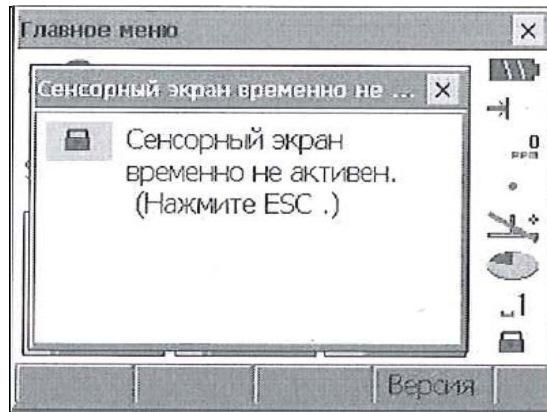 Главное меню
Сенсорный экран временно не ...
Сенсорный экран
временно не активен.
(Нажмите ESC .)
0
ppm
1
Версия